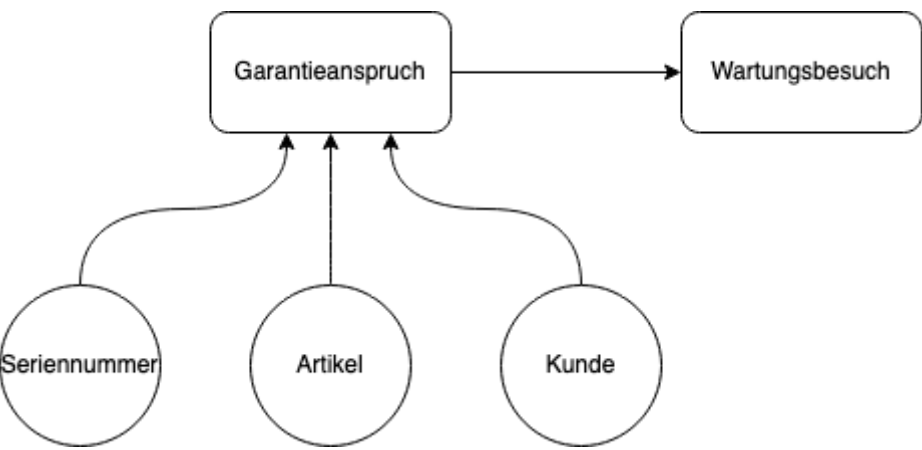 Garantieanspruch
Wartungsbesuch
Seriennummer
Artikel
Kunde